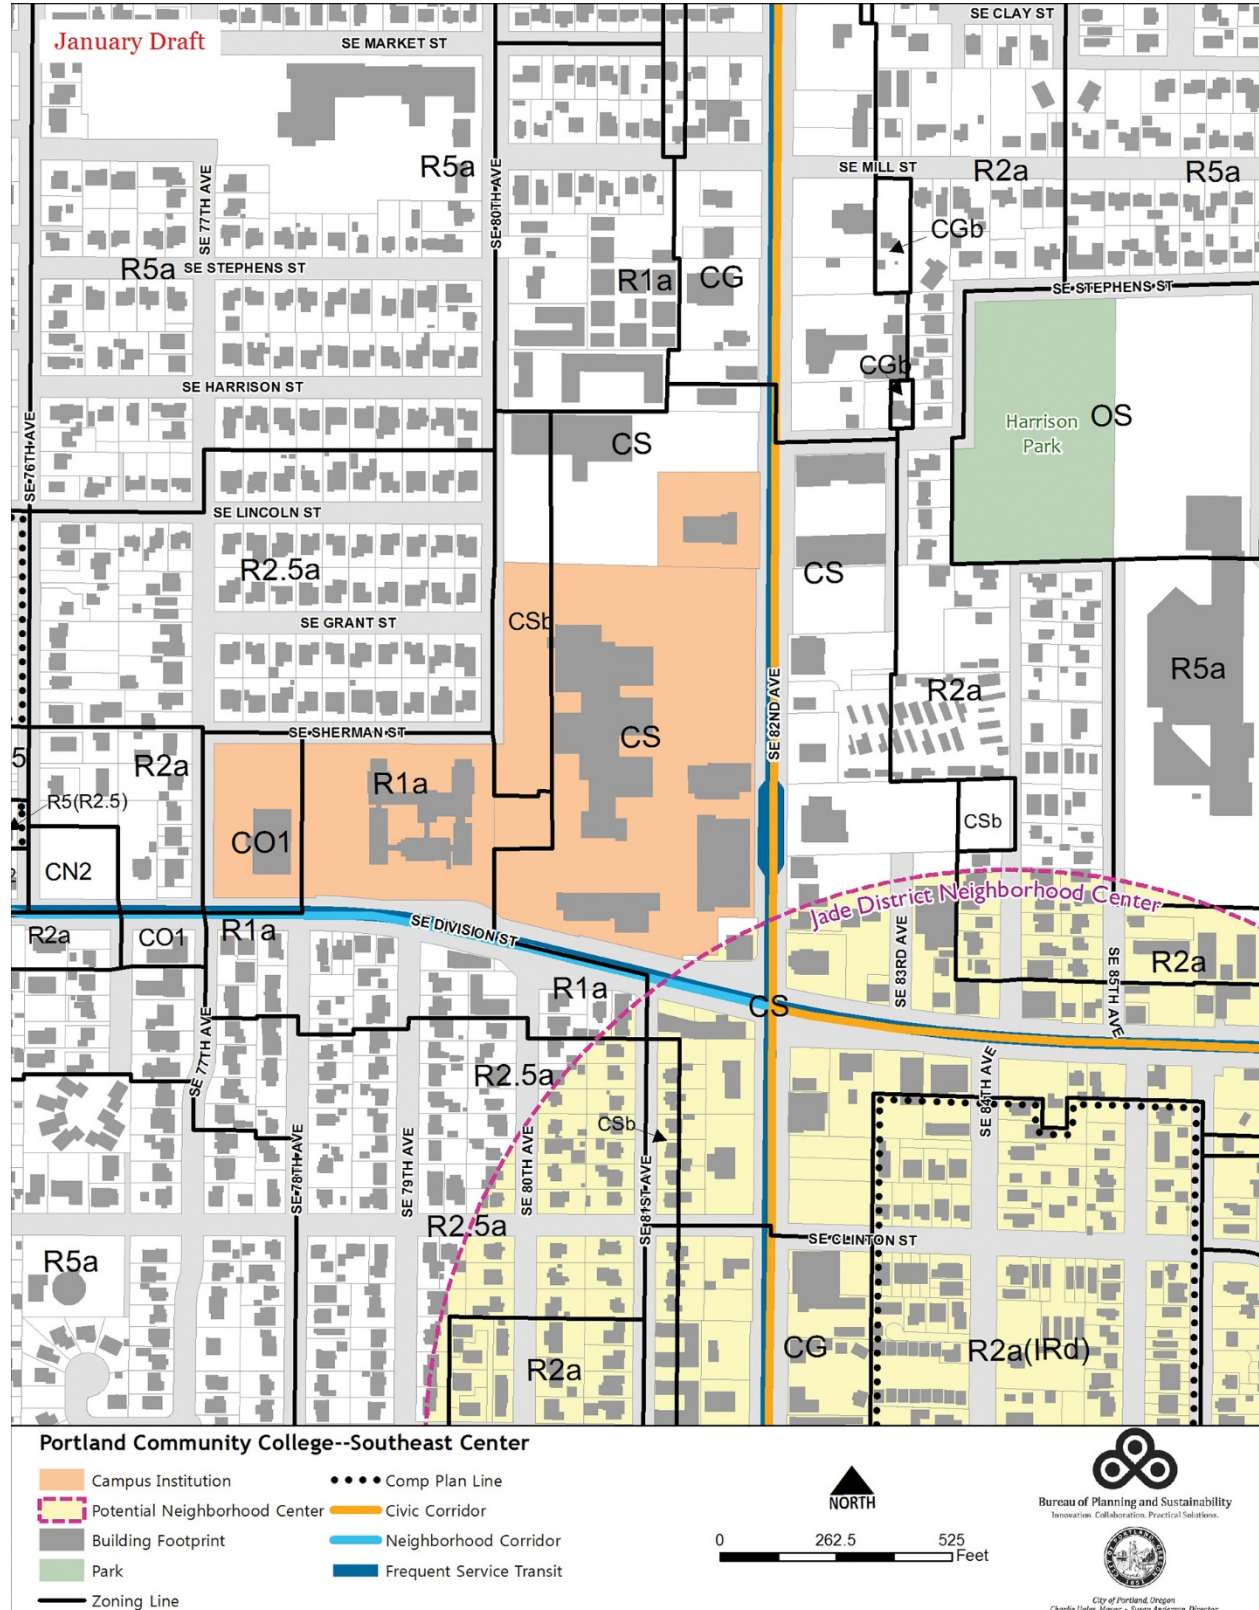 January Draft
SE CLAY ST
SE MARKET ST
SE MILL ST
R2a
R5a
R5a
SE 77TH AVE
SE 80TH AVE
CGb
R5a
SE STEPHENS ST
R1a
CG
SE STEPHENS ST
SE HARRISON ST
CGb
SE 76TH AVE
CS
Harrison
Park
OS
SE LINCOLN ST
R2.5a
CS
SE GRANT ST
CSb
R2a
R5a
SE 82ND AVE
SE SHERMAN ST
CS
5
R2a
R1a
R5(R2.5)
CSb
CO1
CN2
2
Jade District Neighborhood Center
R2a
CO1
R1a
SE DIVISION ST
SE 83RD AVE
SE 85TH AVE
R2a
R1a
CS
SE 77TH AVE
R2.5a
SE 84TH AVE
CSb
SE 78TH AVE
SE 79TH AVE
SE 80TH AVE
SE 81ST AVE
R2.5a
SE CLINTON ST
R5a
R2a
CG
R2a(IRd)
Portland Community College--Southeast Center
Campus Institution
Potential Neighborhood Center
Building Footprint
Park
Zoning Line
Comp Plan Line
Civic Corridor
Neighborhood Corridor
Frequent Service Transit
NORTH
0 262.5 525
Feet
Bureau of Planning and Sustainability
Innovation. Collaboration. Practical Solutions.
City of Portland, Oregon
Charlie Hales, Mayor • Susan Anderson, Director